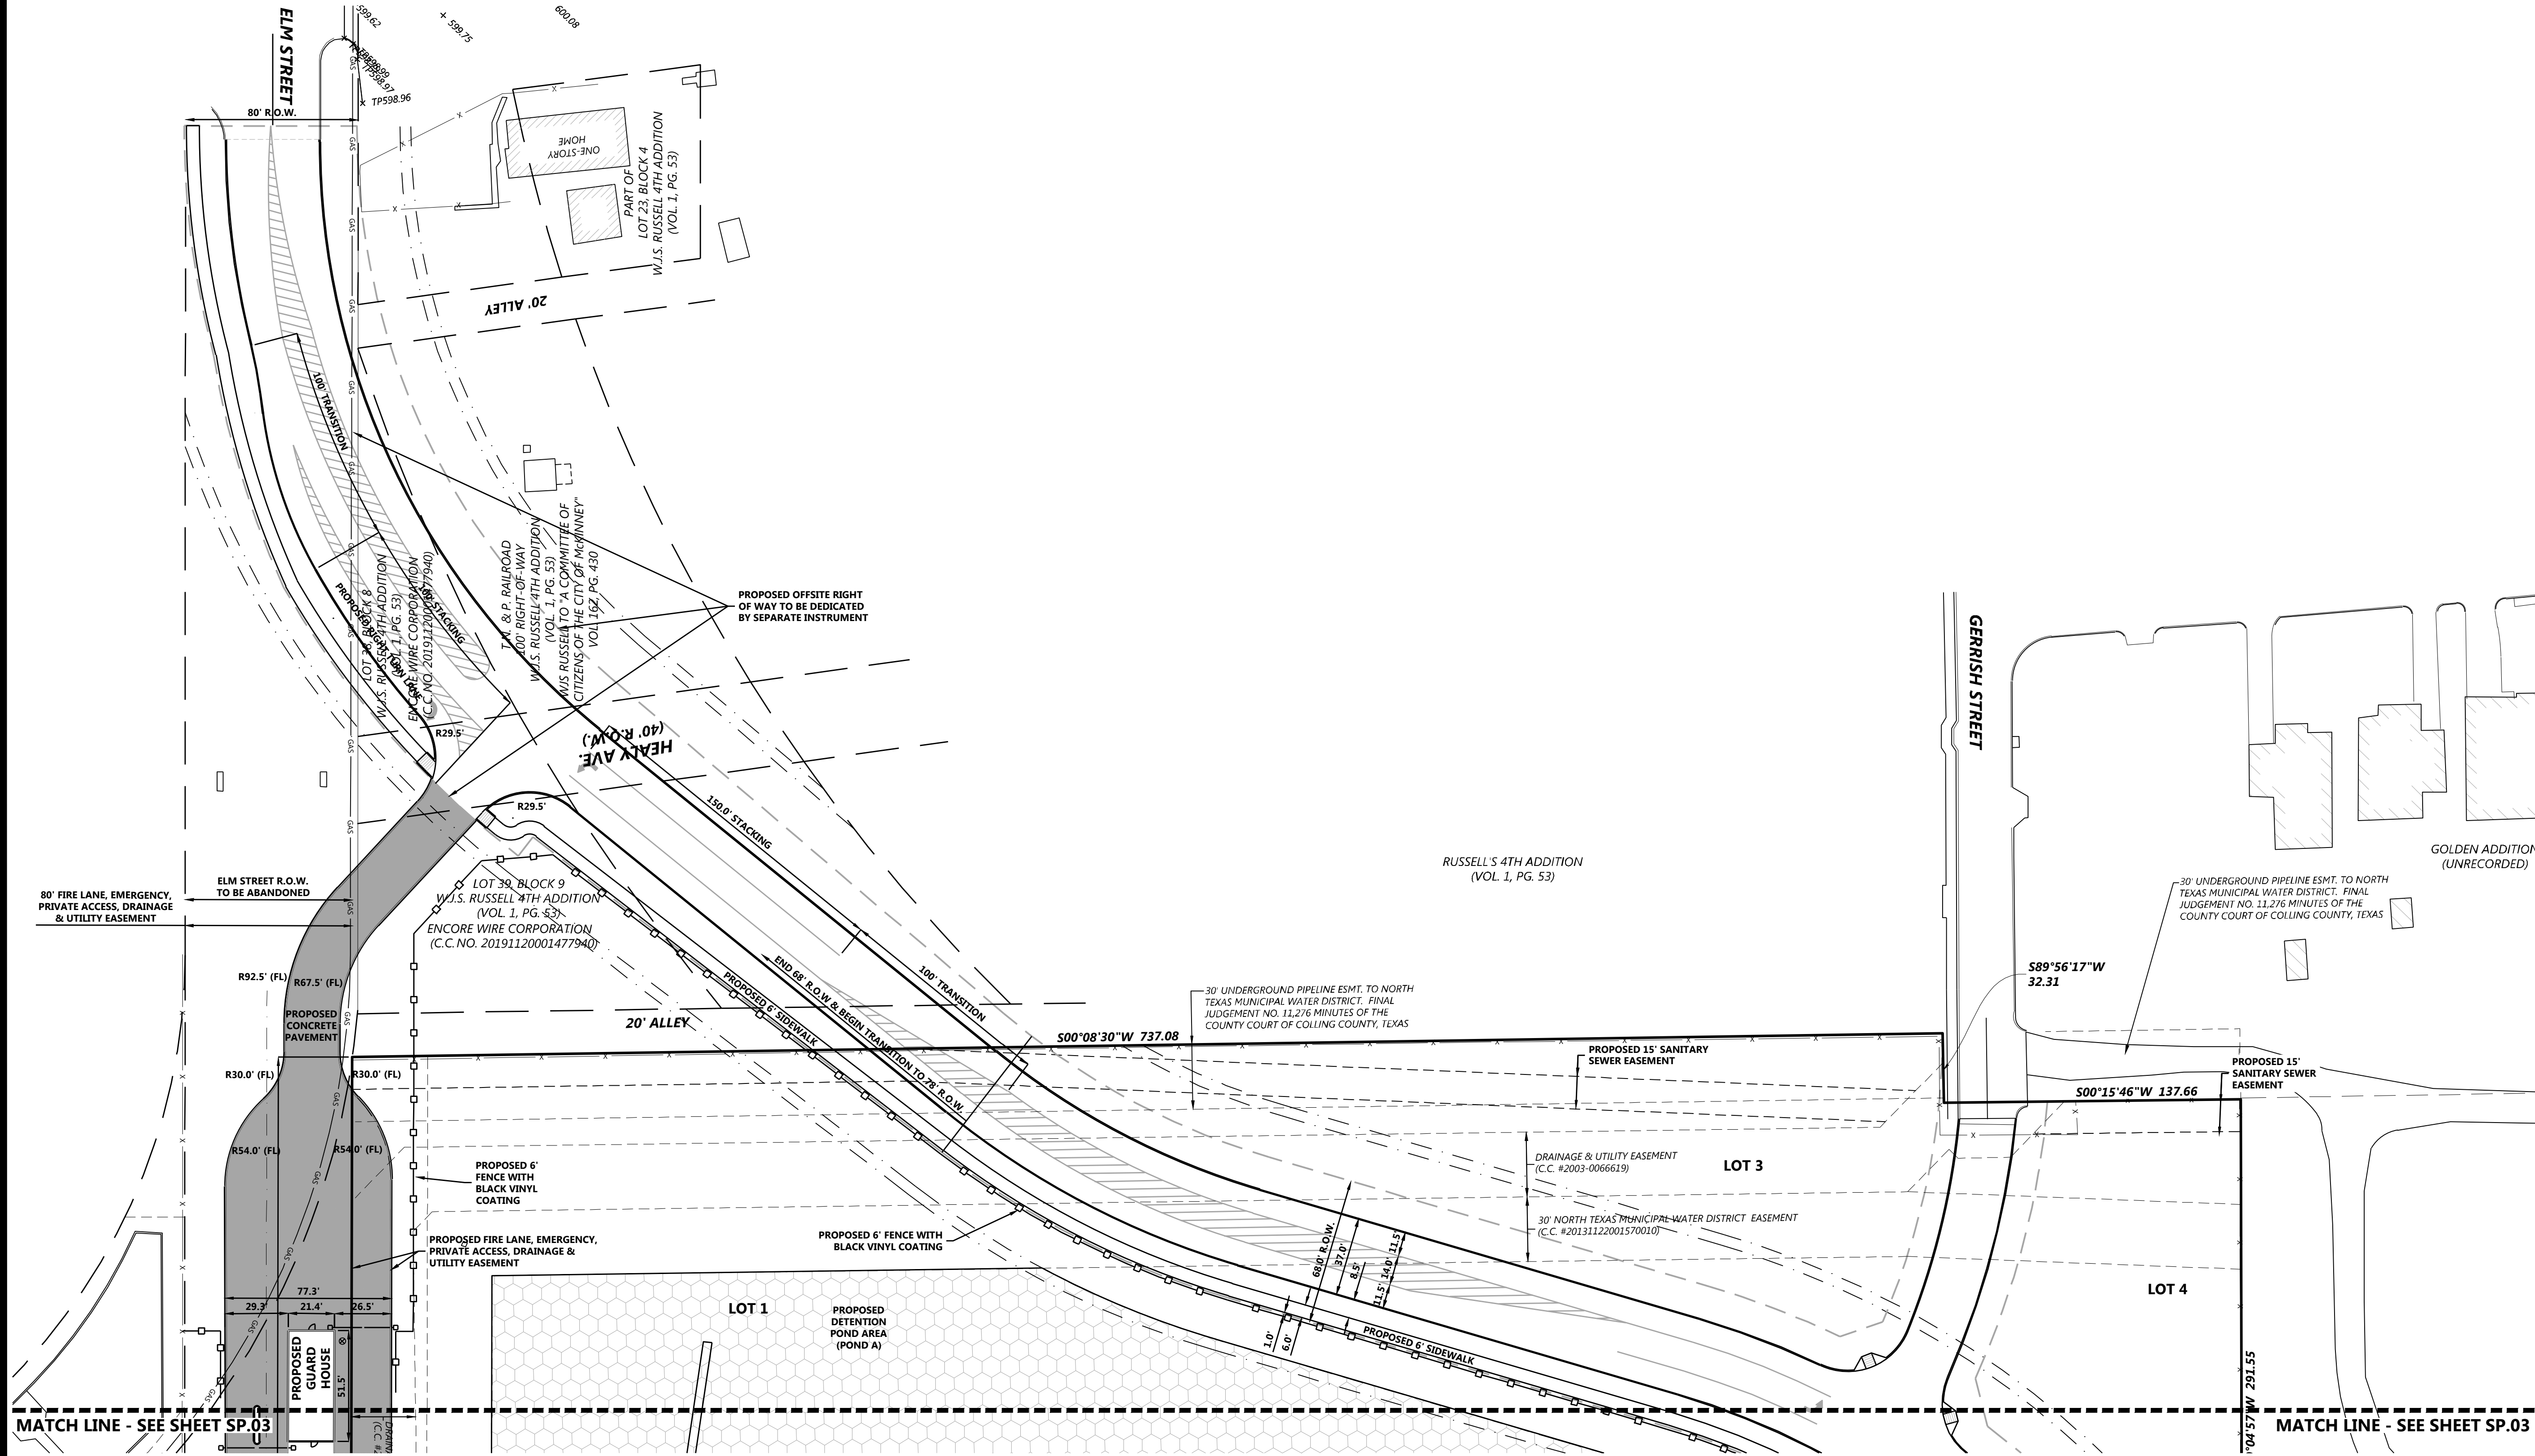 ELM STREET
599.62
599.75
600.08
TP598.97
TP598.96
80' R.O.W.
GAS
ONE-STORY
HOME
PART OF
LOT 23, BLOCK 4
W.J.S. RUSSELL 4TH ADDITION
(VOL. 1, PG. 53)
20' ALLEY
100' TRANSITION
100' STACKING
PROPOSED RIGHT TURN LANE
LOT 38, BLOCK 8
W.J.S. RUSSELL 4TH ADDITION
(VOL. 1, PG. 53)
ENCORE WIRE CORPORATION
(C.C. NO. 20191120001477940)
T.N. & P. RAILROAD
100' RIGHT-OF-WAY
W.J.S. RUSSELL 4TH ADDITION
(VOL. 1, PG. 53)
WJS RUSSELL TO "A COMMITTEE OF
CITIZENS OF THE CITY OF McKINNEY"
VOL. 162, PG. 430
PROPOSED OFFSITE RIGHT
OF WAY TO BE DEDICATED
BY SEPARATE INSTRUMENT
R29.5'
HEALY AVE.
(40' R.O.W.)
R29.5'
150.0' STACKING
100' TRANSITION
GERRISH STREET
RUSSELL'S 4TH ADDITION
(VOL. 1, PG. 53)
GOLDEN ADDITION
(UNRECORDED)
30' UNDERGROUND PIPELINE ESMT. TO NORTH
TEXAS MUNICIPAL WATER DISTRICT. FINAL
JUDGEMENT NO. 11,276 MINUTES OF THE
COUNTY COURT OF COLLING COUNTY, TEXAS
80' FIRE LANE, EMERGENCY,
PRIVATE ACCESS, DRAINAGE
& UTILITY EASEMENT
ELM STREET R.O.W.
TO BE ABANDONED
LOT 39, BLOCK 9
W.J.S. RUSSELL 4TH ADDITION
(VOL. 1, PG. 53)
ENCORE WIRE CORPORATION
(C.C. NO. 20191120001477940)
R92.5' (FL)
R67.5' (FL)
PROPOSED
CONCRETE
PAVEMENT
20' ALLEY
PROPOSED 6' SIDEWALK
END 68' R.O.W & BEGIN TRANSITION TO 78' R.O.W.
30' UNDERGROUND PIPELINE ESMT. TO NORTH
TEXAS MUNICIPAL WATER DISTRICT. FINAL
JUDGEMENT NO. 11,276 MINUTES OF THE
COUNTY COURT OF COLLING COUNTY, TEXAS
S00°08'30"W 737.08
S89°56'17"W
32.31
PROPOSED 15' SANITARY
SEWER EASEMENT
PROPOSED 15'
SANITARY SEWER
EASEMENT
S00°15'46"W 137.66
R30.0' (FL)
R30.0' (FL)
R54.0' (FL)
R54.0' (FL)
PROPOSED 6'
FENCE WITH
BLACK VINYL
COATING
DRAINAGE & UTILITY EASEMENT
(C.C. #2003-0066619)
LOT 3
30' NORTH TEXAS MUNICIPAL WATER DISTRICT EASEMENT
(C.C. #20131122001570010)
PROPOSED 6' FENCE WITH
BLACK VINYL COATING
PROPOSED FIRE LANE, EMERGENCY,
PRIVATE ACCESS, DRAINAGE &
UTILITY EASEMENT
68.0' R.O.W.
37.0'
8.5'
11.5' 14.0' 11.5'
1.0'
6.0'
PROPOSED 6' SIDEWALK
77.3'
29.3' 21.4' 26.5'
PROPOSED
GUARD
HOUSE
51.5'
LOT 1
PROPOSED
DETENTION
POND AREA
(POND A)
LOT 4
°04'57"W 291.55
MATCH LINE - SEE SHEET SP.03
MATCH LINE - SEE SHEET SP.03